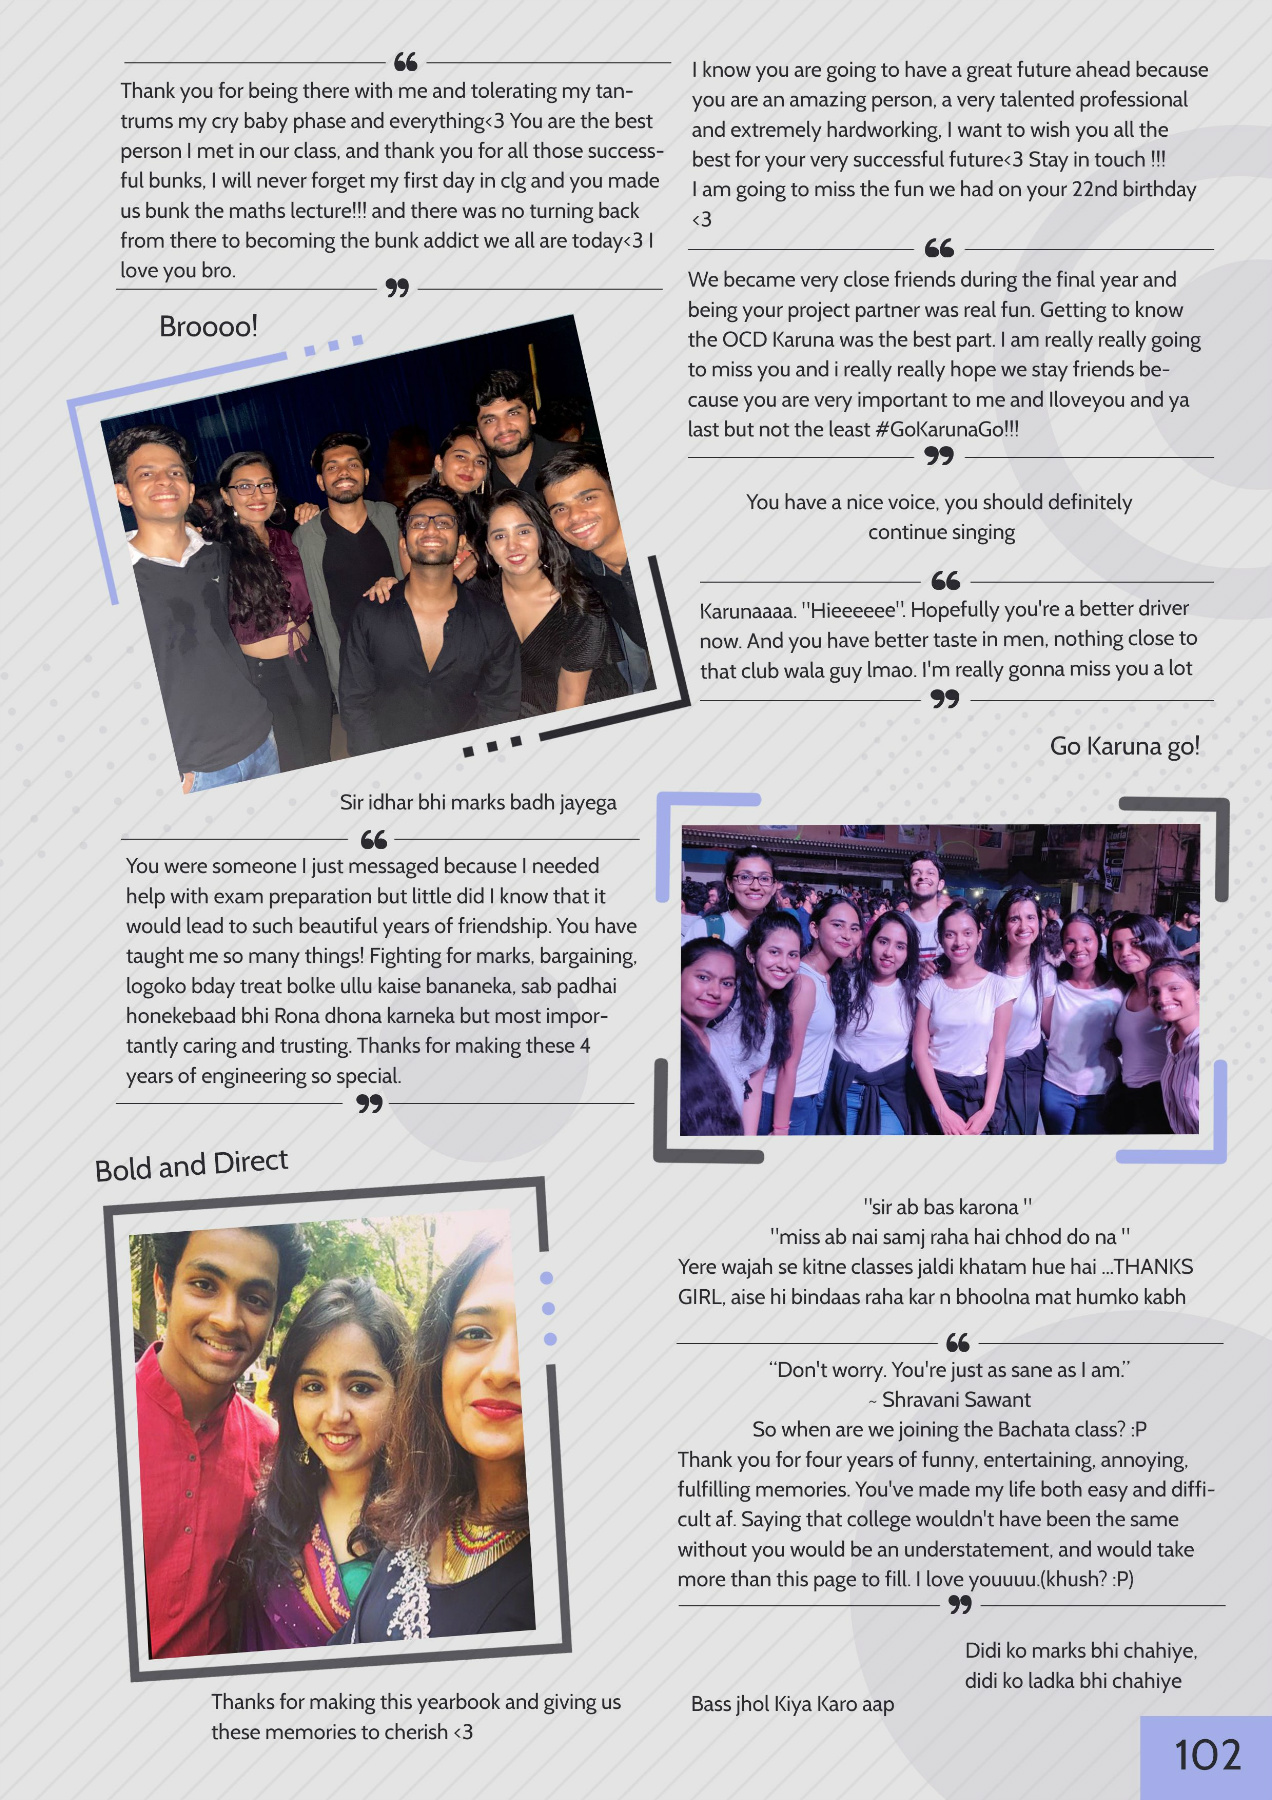 “
Thank you for being there with me and tolerating my tan-
trums my cry baby phase and everything<3 You are the best
person I met in our class, and thank you for all those success-
ful bunks, I will never forget my first day in clg and you made
us bunk the maths lecture!!! and there was no turning back
from there to becoming the bunk addict we all are today<3 I
love you bro.
”
Broooo!
Sir idhar bhi marks badh jayega
“
You were someone I just messaged because I needed
help with exam preparation but little did I know that it
would lead to such beautiful years of friendship. You have
taught me so many things! Fighting for marks, bargaining,
logoko bday treat bolke ullu kaise bananeka, sab padhai
honekebaad bhi Rona dhona karneka but most impor-
tantly caring and trusting. Thanks for making these 4
years of engineering so special.
”
Bold and Direct
Thanks for making this yearbook and giving us
these memories to cherish <3
I know you are going to have a great future ahead because
you are an amazing person, a very talented professional
and extremely hardworking, I want to wish you all the
best for your very successful future<3 Stay in touch !!!
I am going to miss the fun we had on your 22nd birthday
<3
“
We became very close friends during the final year and
being your project partner was real fun. Getting to know
the OCD Karuna was the best part. I am really really going
to miss you and i really really hope we stay friends be-
cause you are very important to me and Iloveyou and ya
last but not the least #GoKarunaGo!!!
”
You have a nice voice, you should definitely
continue singing
“
Karunaaaa. "Hieeeeee". Hopefully you're a better driver
now. And you have better taste in men, nothing close to
that club wala guy lmao. I'm really gonna miss you a lot
”
Go Karuna go!
"sir ab bas karona "
"miss ab nai samj raha hai chhod do na "
Yere wajah se kitne classes jaldi khatam hue hai ...THANKS
GIRL, aise hi bindaas raha kar n bhoolna mat humko kabh
“
“Don't worry. You're just as sane as I am.”
~ Shravani Sawant
So when are we joining the Bachata class? :P
Thank you for four years of funny, entertaining, annoying,
fulfilling memories. You've made my life both easy and diffi-
cult af. Saying that college wouldn't have been the same
without you would be an understatement, and would take
more than this page to fill. I love youuuu.(khush? :P)
”
Didi ko marks bhi chahiye,
didi ko ladka bhi chahiye
Bass jhol Kiya Karo aap
102